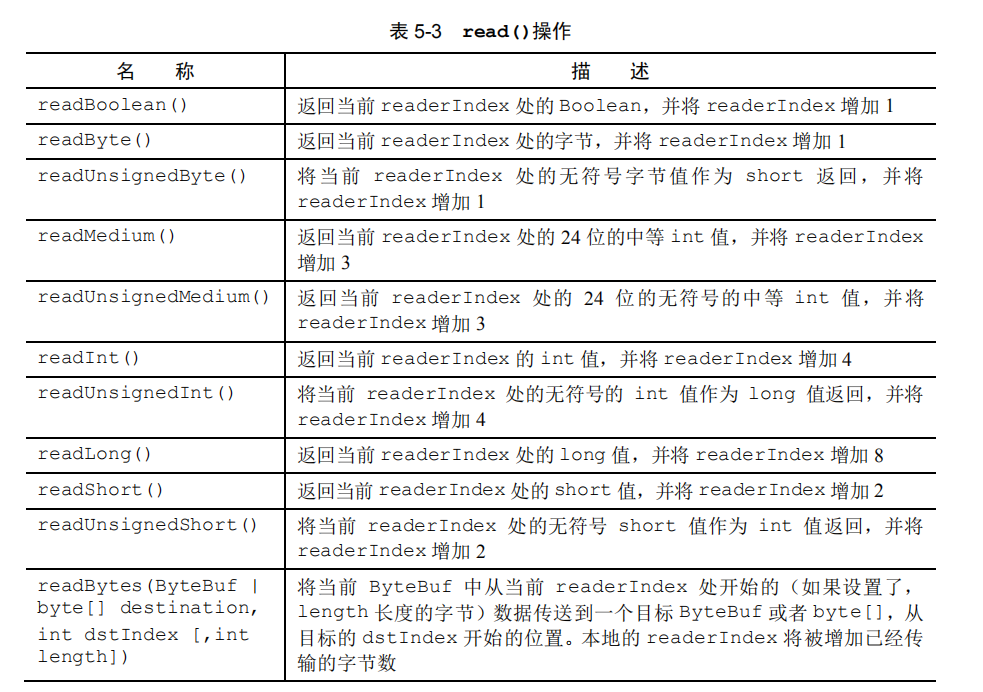 表 5-3 read()操作
名 称 描 述
readBoolean() 返回当前 readerIndex 处的 Boolean，并将 readerIndex 增加 1
readByte() 返回当前 readerIndex 处的字节，并将 readerIndex 增加 1
readUnsignedByte() 将当前 readerIndex 处的无符号字节值作为 short 返回，并将
readerIndex 增加 1
readMedium() 返回当前 readerIndex 处的 24 位的中等 int 值，并将 readerIndex
增加 3
readUnsignedMedium() 返回当前 readerIndex 处的 24 位的无符号的中等 int 值，并将
readerIndex 增加 3
readInt() 返回当前 readerIndex 的 int 值，并将 readerIndex 增加 4
readUnsignedInt() 将当前 readerIndex 处的无符号的 int 值作为 long 值返回，并将
readerIndex 增加 4
readLong() 返回当前 readerIndex 处的 long 值，并将 readerIndex 增加 8
readShort() 返回当前 readerIndex 处的 short 值，并将 readerIndex 增加 2
readUnsignedShort() 将当前 readerIndex 处的无符号 short 值作为 int 值返回，并将
readerIndex 增加 2
readBytes(ByteBuf |
byte[] destination,
int dstIndex [,int
length])
将当前 ByteBuf 中从当前 readerIndex 处开始的（如果设置了，
length 长度的字节）数据传送到一个目标 ByteBuf 或者 byte[]，从
目标的 dstIndex 开始的位置。本地的 readerIndex 将被增加已经传
输的字节数